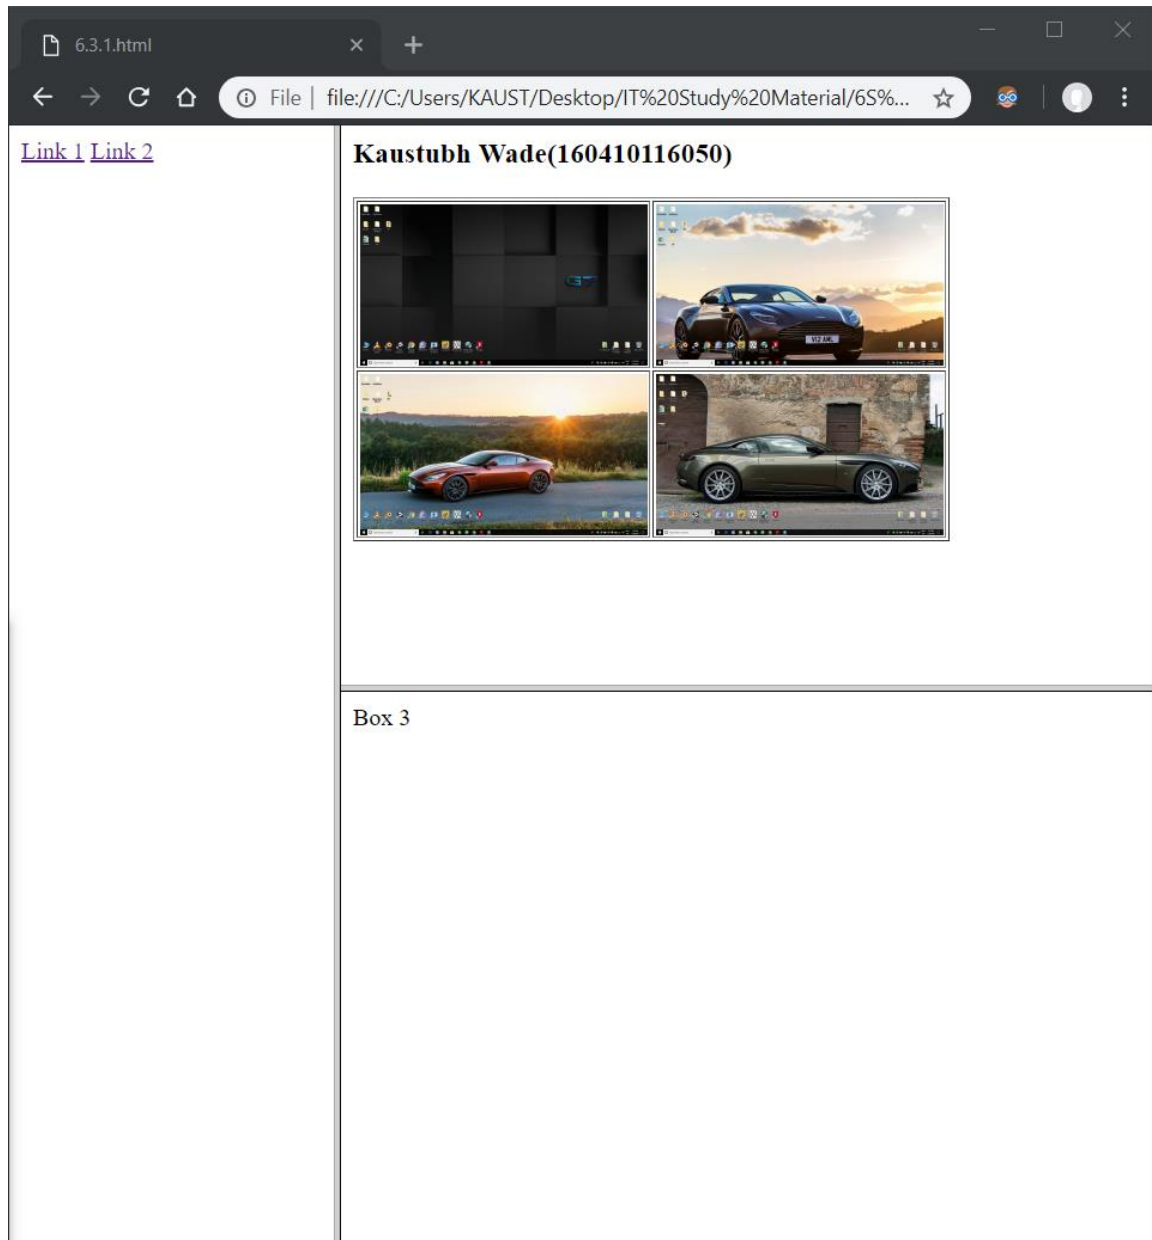 6.3.1.html
File | file:///C:/Users/KAUST/Desktop/IT%20Study%20Material/6S%...
Link 1 Link 2
Kaustubh Wade(160410116050)
G7
V12 AML
Box 3